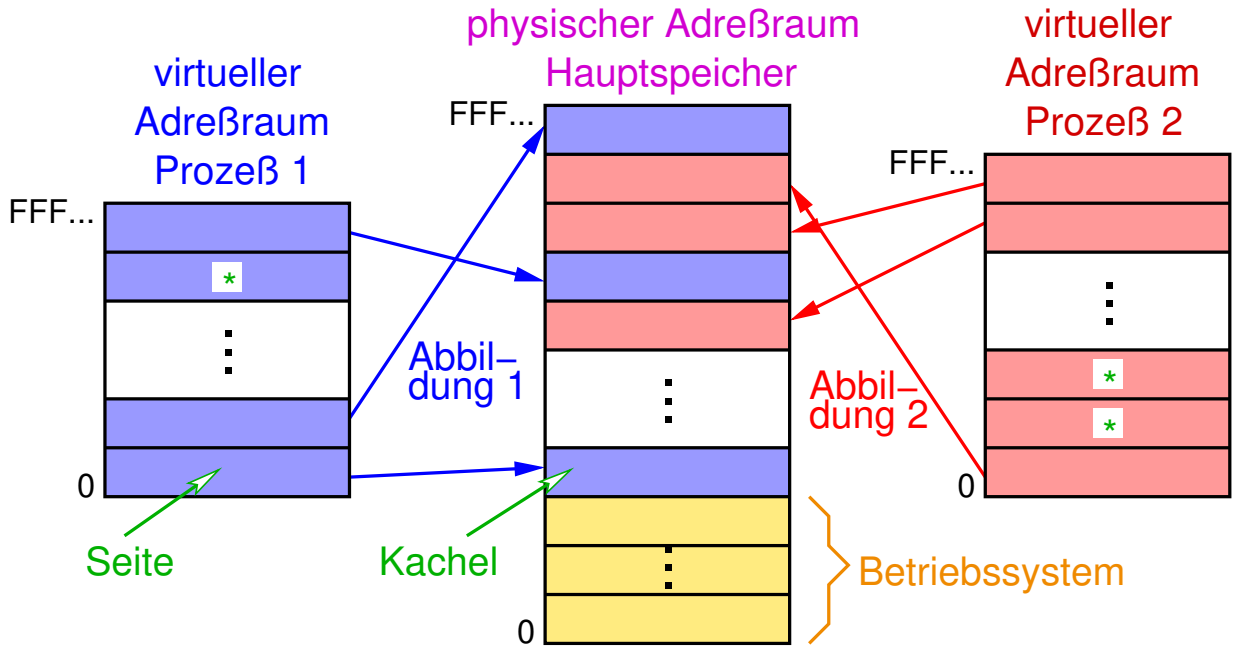 physischer Adreßraum
Hauptspeicher
virtueller
Adreßraum
Prozeß 1
virtueller
Adreßraum
Prozeß 2
FFF...
FFF...
FFF...
*
*
*
Abbil–
dung 1
Abbil–
dung 2
0
0
0
Seite
Kachel
Betriebssystem